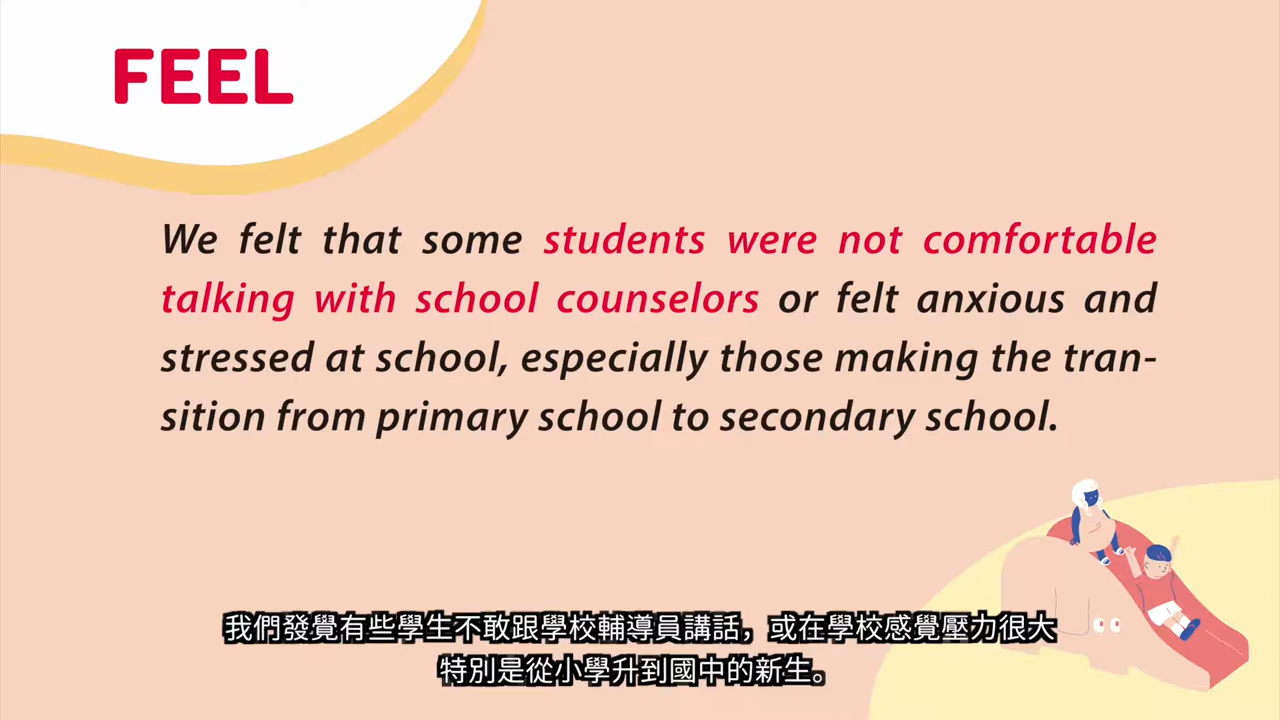 FEEL
We felt that some students were not comfortable
talking with school counselors or felt anxious and
stressed at school, especially those making the tran-
sition from primary school to secondary school.
我們發覺有些學生不敢跟學校輔導員講話，或在學校感覺壓力很大
特別是從小學升到國中的新生。